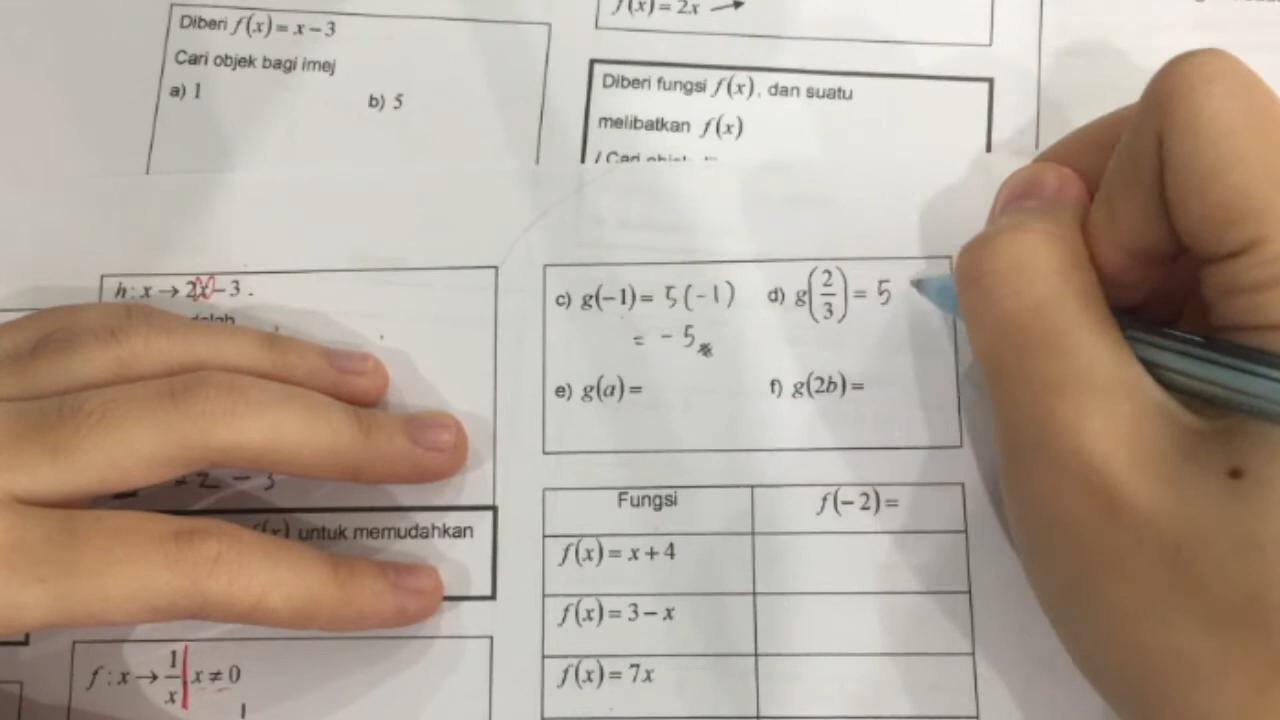 Diberi f(x) = x − 3
Cari objek bagi imej
a) 1
b) 5
f(x) = 2x →
Diberi fungsi f(x), dan suatu
melibatkan f(x)
h : x → 2x − 3 .
c) g(−1) = 5(−1)
= −5
d) g(2/3) = 5
e) g(a) =
f) g(2b) =
f(x) untuk memudahkan
Fungsi
f(−2) =
f(x) = x + 4
f(x) = 3 − x
f(x) = 7x
f : x → 1/x, x ≠ 0